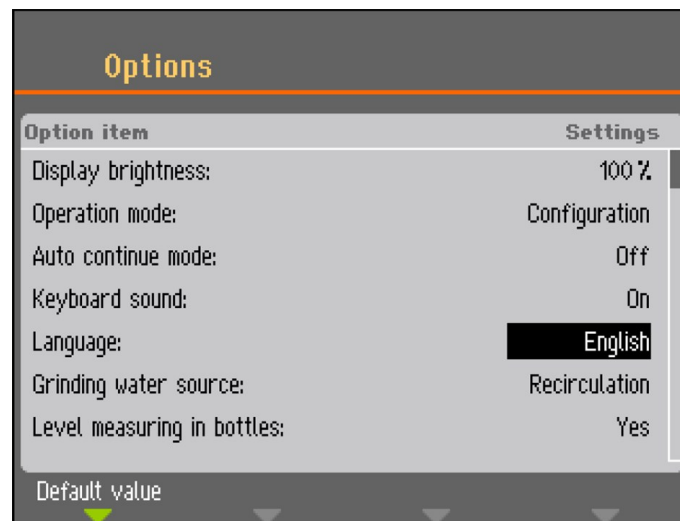 Options
Option item Settings
Display brightness: 100 %
Operation mode: Configuration
Auto continue mode: Off
Keyboard sound: On
Language: English
Grinding water source: Recirculation
Level measuring in bottles: Yes
Default value